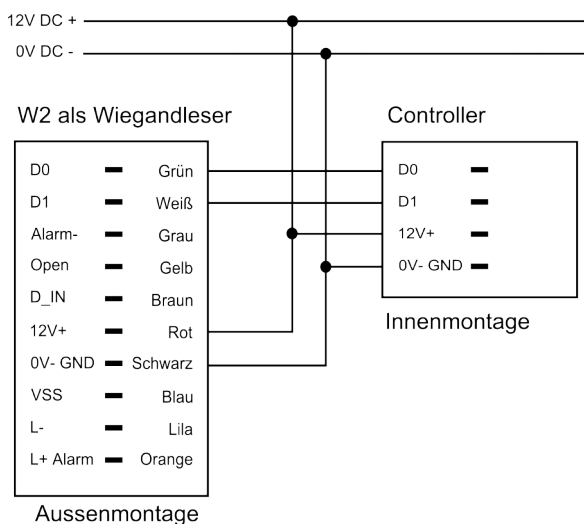 12V DC +
0V DC -
W2 als Wiegandleser
D0 Grün
D1 Weiß
Alarm- Grau
Open Gelb
D_IN Braun
12V+ Rot
0V- GND Schwarz
VSS Blau
L- Lila
L+ Alarm Orange
Aussenmontage
Controller
D0
D1
12V+
0V- GND
Innenmontage